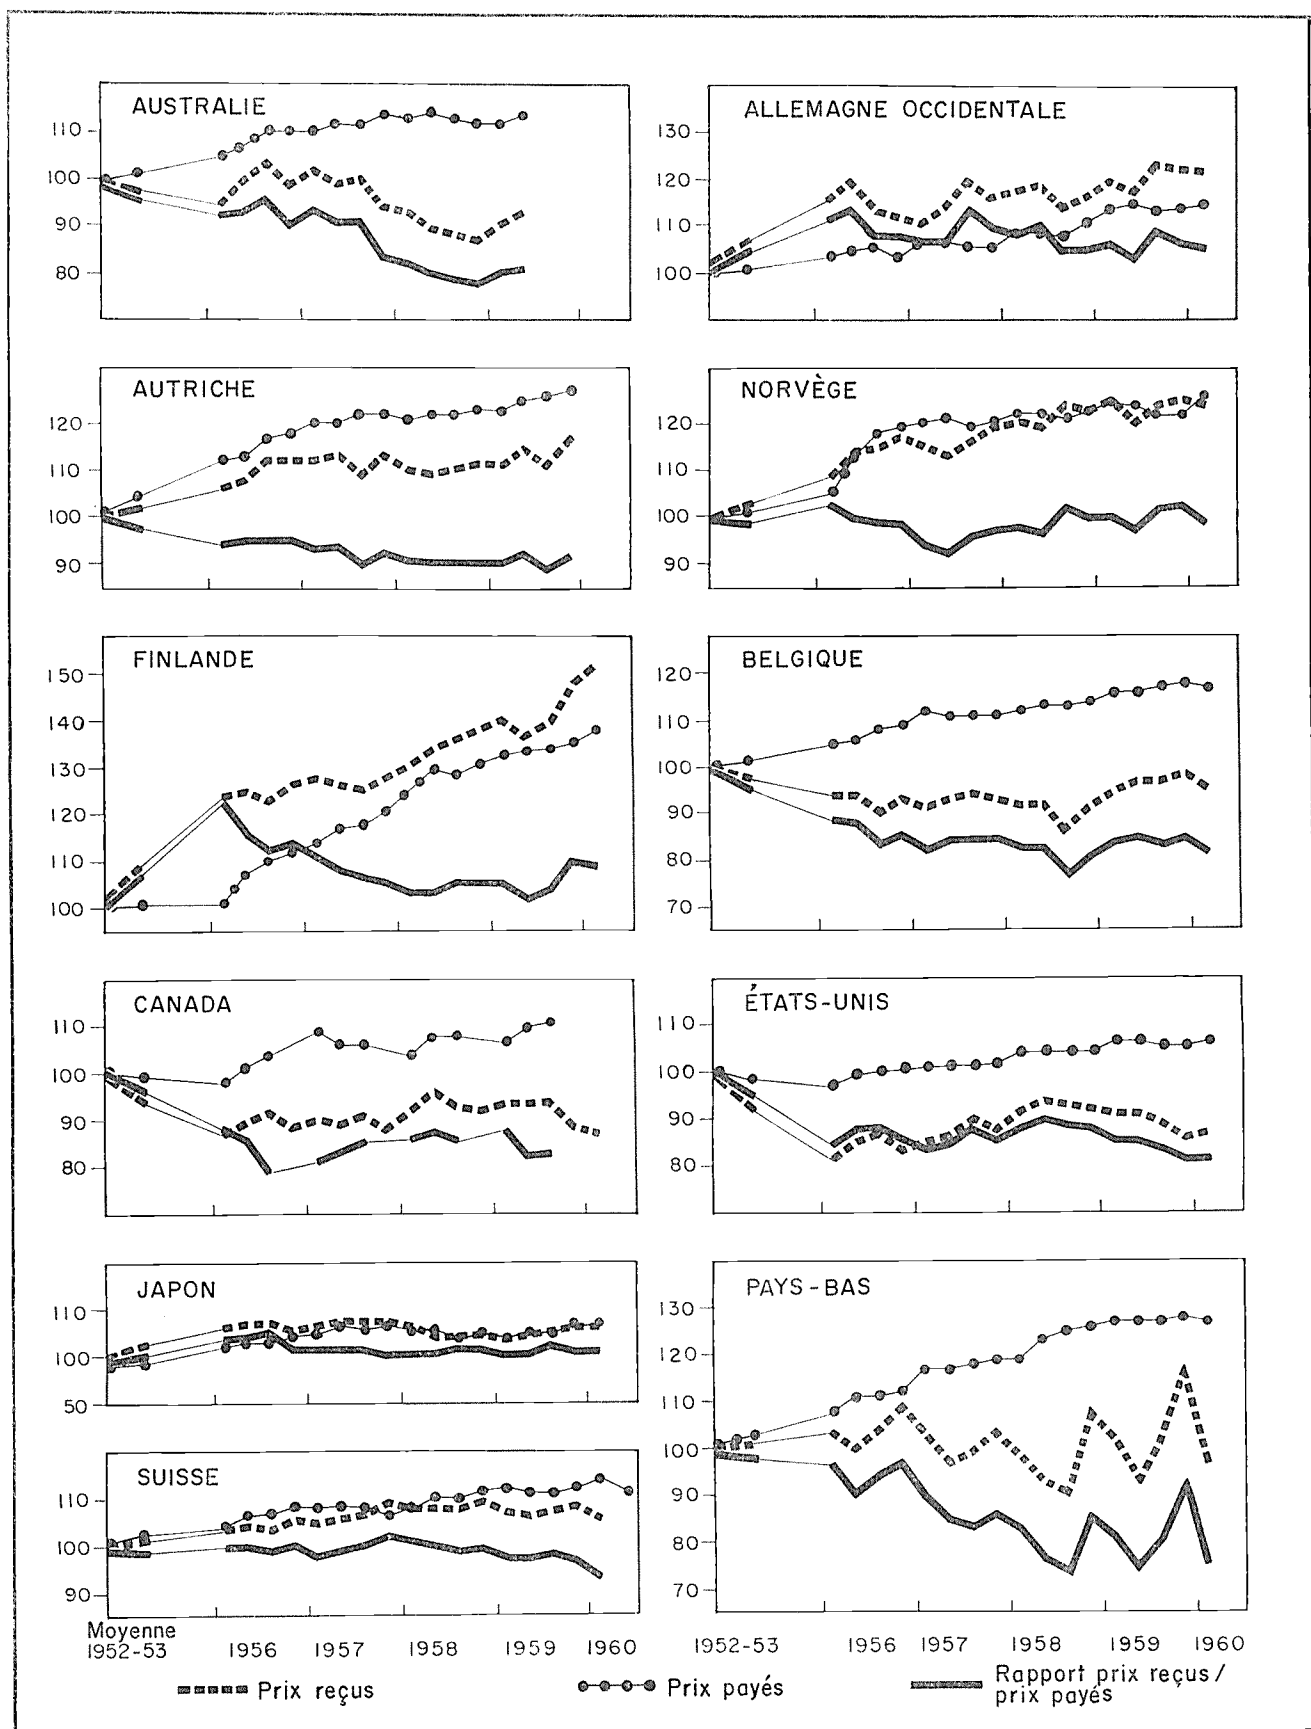 AUSTRALIE
110
100
90
80
ALLEMAGNE OCCIDENTALE
130
120
110
100
AUTRICHE
120
110
100
90
NORVÈGE
120
110
100
90
FINLANDE
150
140
130
120
110
100
BELGIQUE
120
110
100
90
80
70
CANADA
110
100
90
80
ÉTATS-UNIS
110
100
90
80
JAPON
110
100
50
PAYS-BAS
130
120
110
100
90
80
70
SUISSE
110
100
90
Moyenne
1952-53 1956 1957 1958 1959 1960
1952-53 1956 1957 1958 1959 1960
Prix reçus
Prix payés
Rapport prix reçus /
prix payés